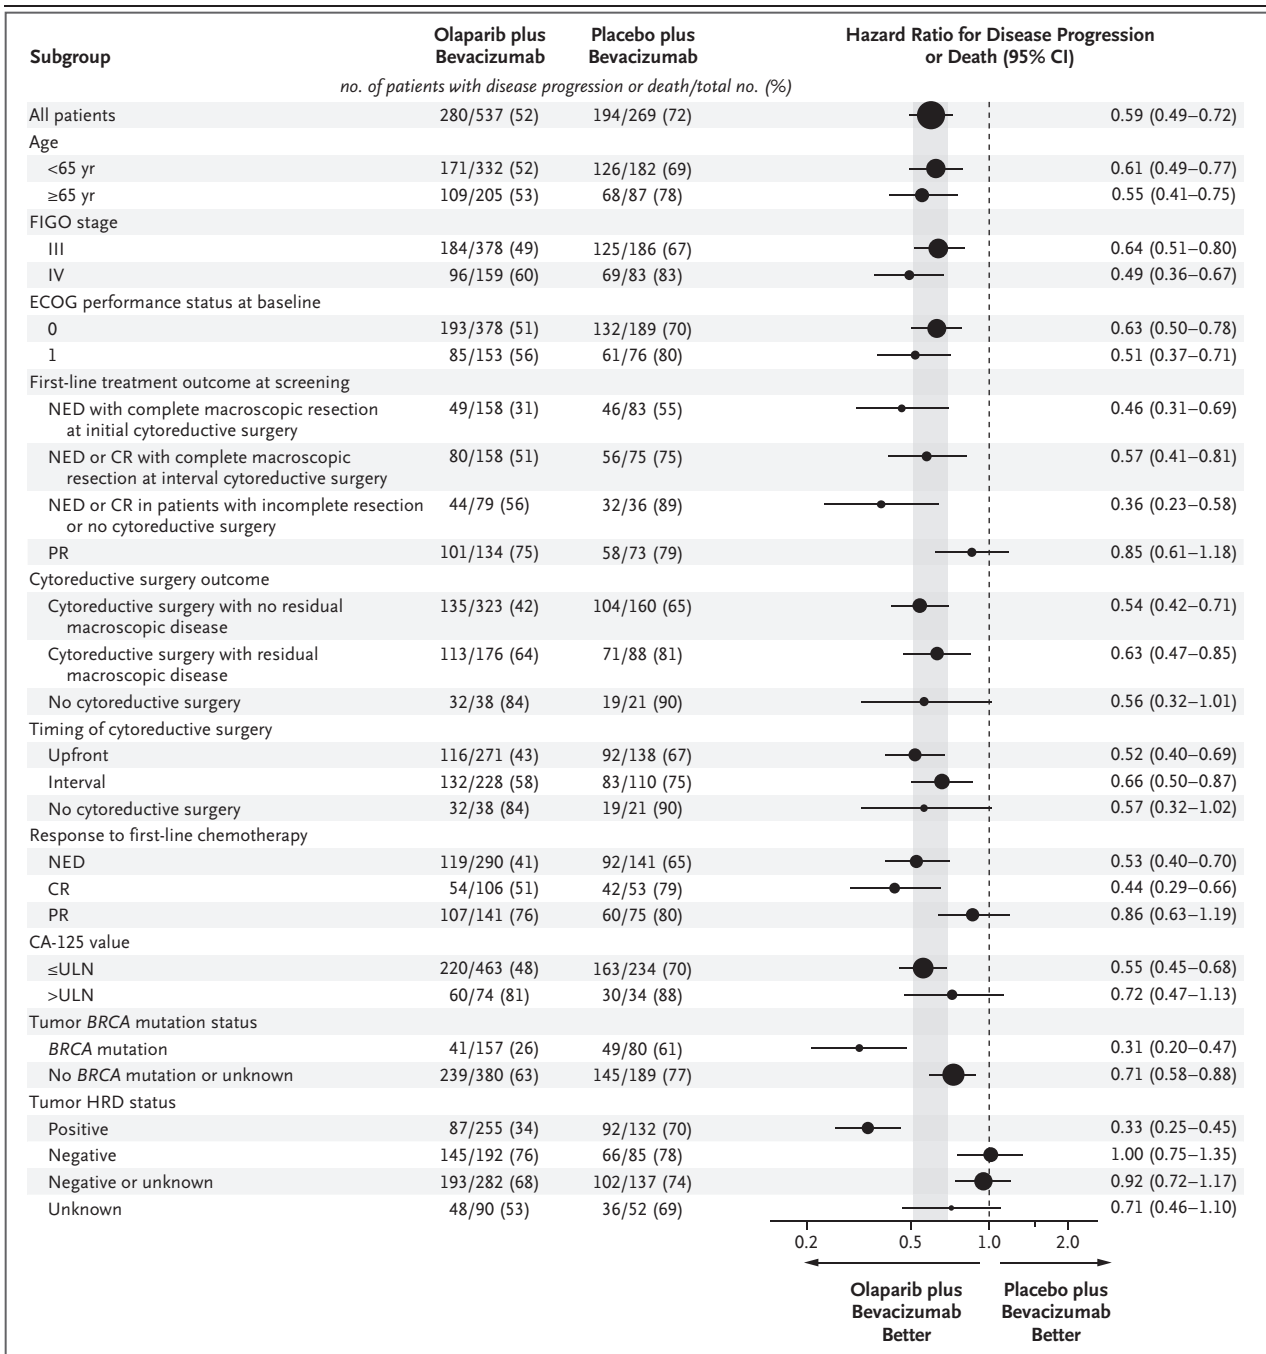 Subgroup Olaparib plus Bevacizumab Placebo plus Bevacizumab Hazard Ratio for Disease Progression or Death (95% CI)
no. of patients with disease progression or death/total no. (%)
All patients 280/537 (52) 194/269 (72) 0.59 (0.49–0.72)
Age
<65 yr 171/332 (52) 126/182 (69) 0.61 (0.49–0.77)
≥65 yr 109/205 (53) 68/87 (78) 0.55 (0.41–0.75)
FIGO stage
III 184/378 (49) 125/186 (67) 0.64 (0.51–0.80)
IV 96/159 (60) 69/83 (83) 0.49 (0.36–0.67)
ECOG performance status at baseline
0 193/378 (51) 132/189 (70) 0.63 (0.50–0.78)
1 85/153 (56) 61/76 (80) 0.51 (0.37–0.71)
First-line treatment outcome at screening
NED with complete macroscopic resection 49/158 (31) 46/83 (55) 0.46 (0.31–0.69)
at initial cytoreductive surgery
NED or CR with complete macroscopic 80/158 (51) 56/75 (75) 0.57 (0.41–0.81)
resection at interval cytoreductive surgery
NED or CR in patients with incomplete resection 44/79 (56) 32/36 (89) 0.36 (0.23–0.58)
or no cytoreductive surgery
PR 101/134 (75) 58/73 (79) 0.85 (0.61–1.18)
Cytoreductive surgery outcome
Cytoreductive surgery with no residual 135/323 (42) 104/160 (65) 0.54 (0.42–0.71)
macroscopic disease
Cytoreductive surgery with residual 113/176 (64) 71/88 (81) 0.63 (0.47–0.85)
macroscopic disease
No cytoreductive surgery 32/38 (84) 19/21 (90) 0.56 (0.32–1.01)
Timing of cytoreductive surgery
Upfront 116/271 (43) 92/138 (67) 0.52 (0.40–0.69)
Interval 132/228 (58) 83/110 (75) 0.66 (0.50–0.87)
No cytoreductive surgery 32/38 (84) 19/21 (90) 0.57 (0.32–1.02)
Response to first-line chemotherapy
NED 119/290 (41) 92/141 (65) 0.53 (0.40–0.70)
CR 54/106 (51) 42/53 (79) 0.44 (0.29–0.66)
PR 107/141 (76) 60/75 (80) 0.86 (0.63–1.19)
CA-125 value
≤ULN 220/463 (48) 163/234 (70) 0.55 (0.45–0.68)
>ULN 60/74 (81) 30/34 (88) 0.72 (0.47–1.13)
Tumor BRCA mutation status
BRCA mutation 41/157 (26) 49/80 (61) 0.31 (0.20–0.47)
No BRCA mutation or unknown 239/380 (63) 145/189 (77) 0.71 (0.58–0.88)
Tumor HRD status
Positive 87/255 (34) 92/132 (70) 0.33 (0.25–0.45)
Negative 145/192 (76) 66/85 (78) 1.00 (0.75–1.35)
Negative or unknown 193/282 (68) 102/137 (74) 0.92 (0.72–1.17)
Unknown 48/90 (53) 36/52 (69) 0.71 (0.46–1.10)
0.2 0.5 1.0 2.0
Olaparib plus Bevacizumab Better
Placebo plus Bevacizumab Better